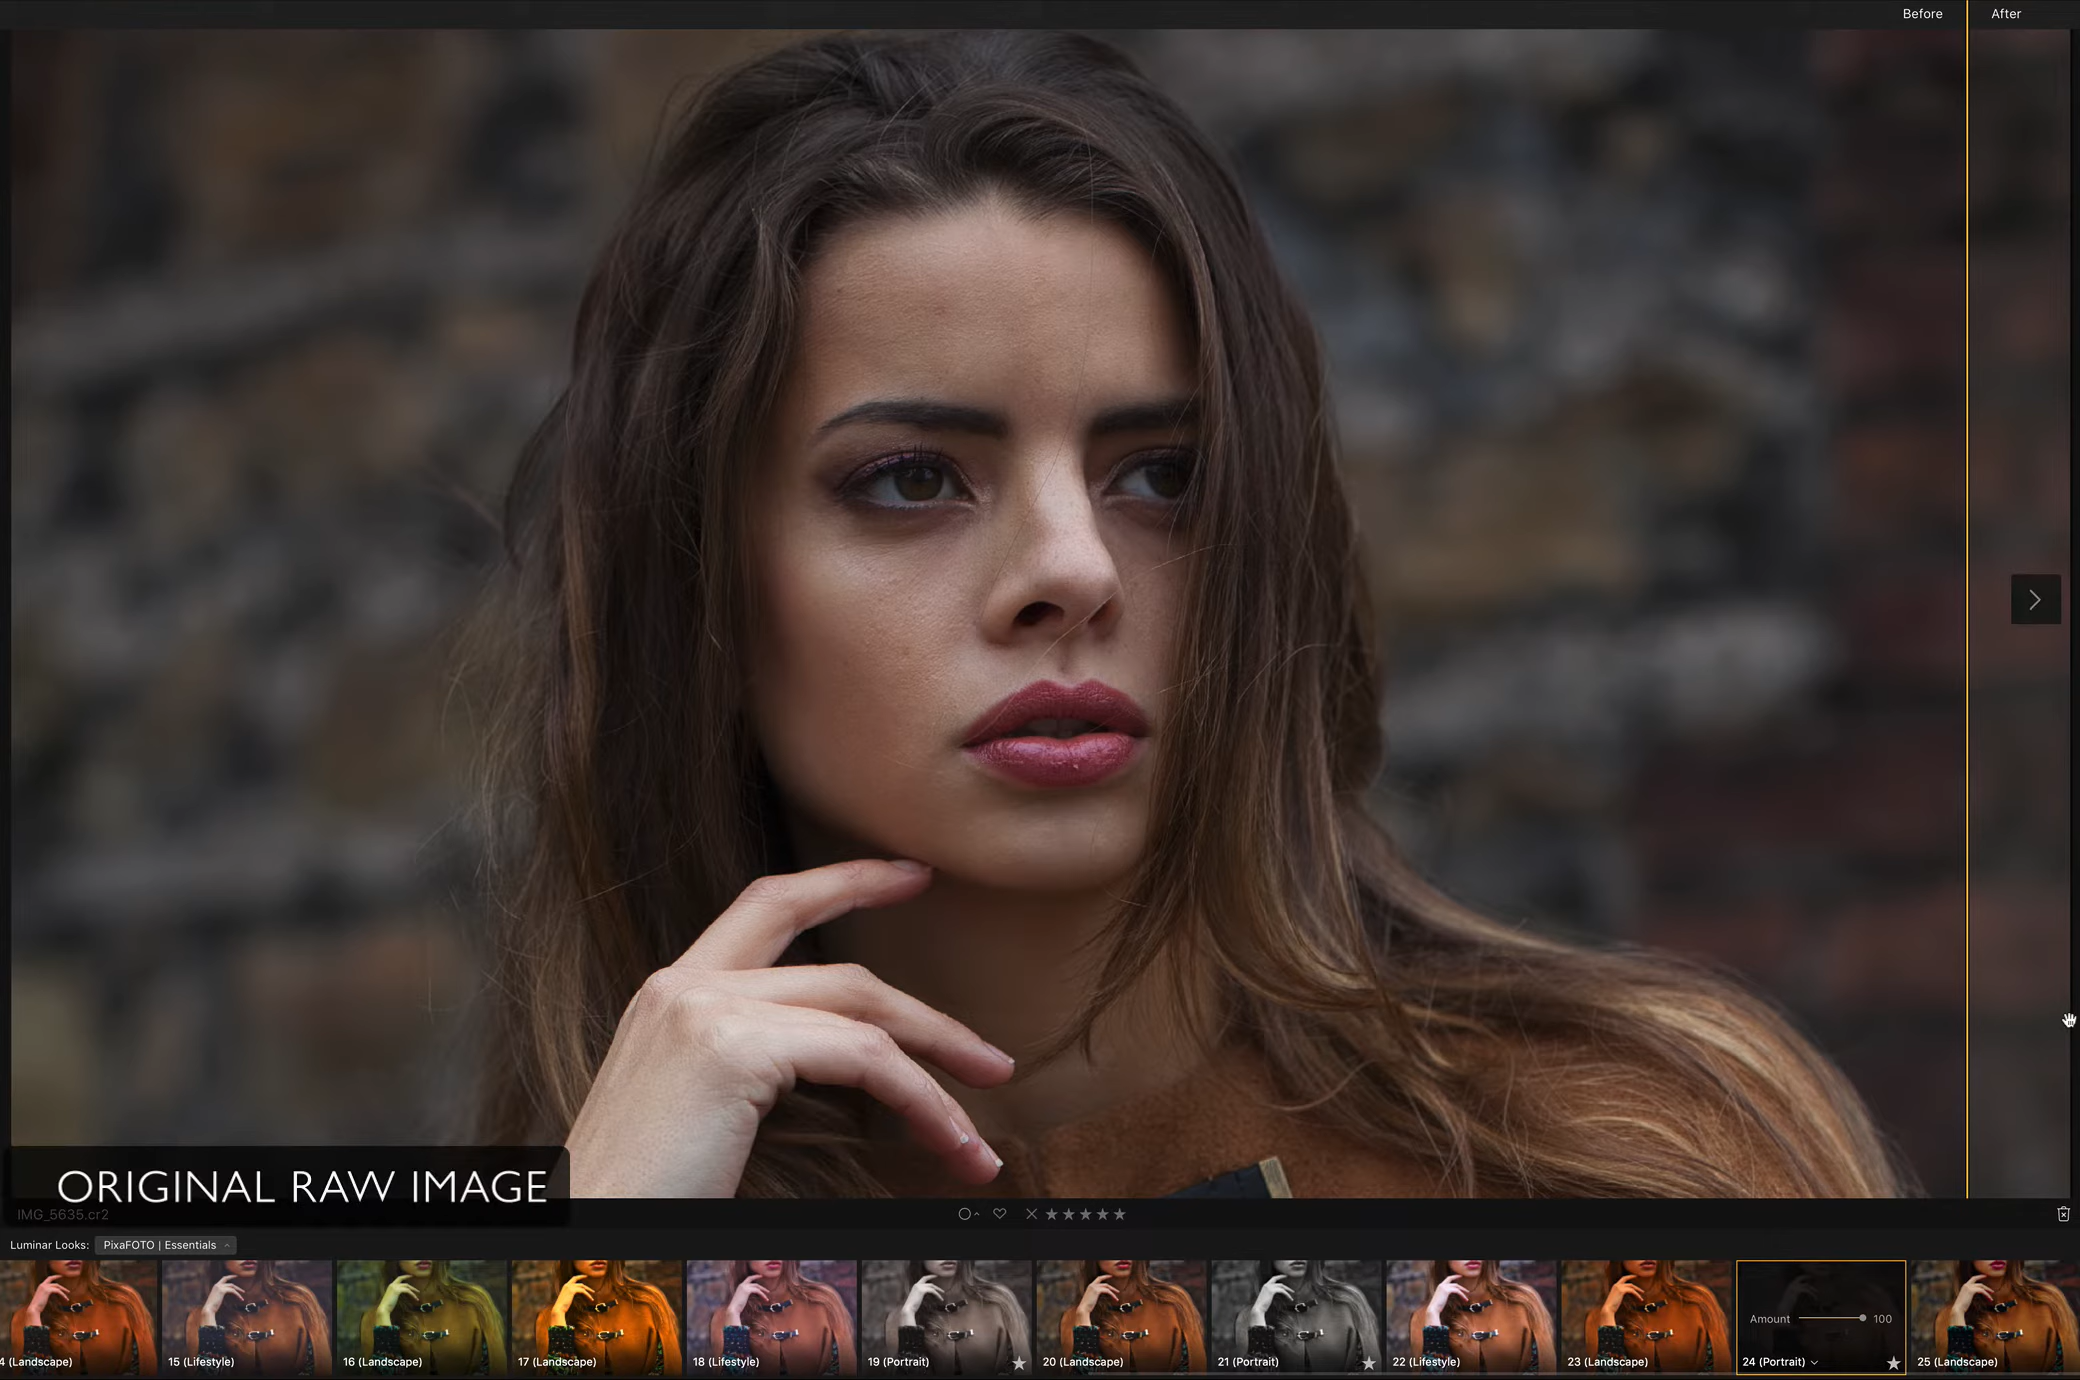 Before After
ORIGINAL RAW IMAGE
IMG_5635.cr2
Luminar Looks: PixaFOTO | Essentials
Amount 100
4 (Landscape) 15 (Lifestyle) 16 (Landscape) 17 (Landscape) 18 (Lifestyle) 19 (Portrait) 20 (Landscape) 21 (Portrait) 22 (Lifestyle) 23 (Landscape) 24 (Portrait) 25 (Landscape)